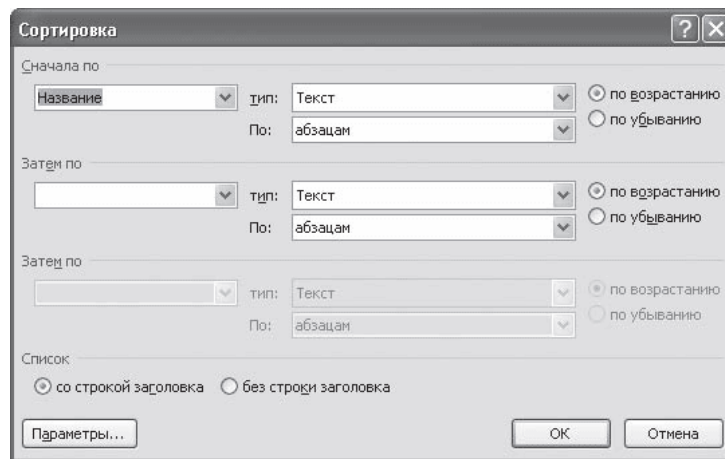 Сортировка
Сначала по
Название тип: Текст по возрастанию
По: абзацам по убыванию
Затем по
тип: Текст по возрастанию
По: абзацам по убыванию
Затем по
тип: Текст по возрастанию
По: абзацам по убыванию
Список
со строкой заголовка без строки заголовка
Параметры... ОК Отмена